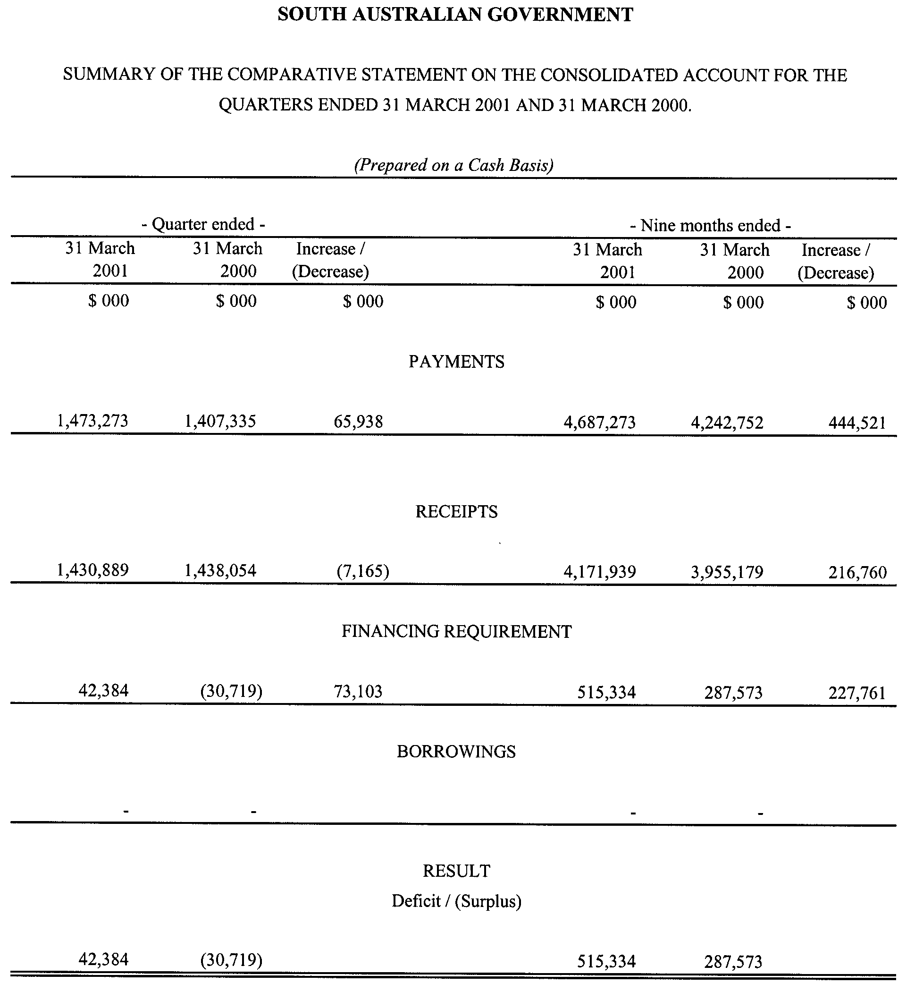 SOUTH AUSTRALIAN GOVERNMENT
SUMMARY OF THE COMPARATIVE STATEMENT ON THE CONSOLIDATED ACCOUNT FOR THE
QUARTERS ENDED 31 MARCH 2001 AND 31 MARCH 2000.
(Prepared on a Cash Basis)
- Quarter ended - - Nine months ended -
31 March 31 March Increase / 31 March 31 March Increase /
2001 2000 (Decrease) 2001 2000 (Decrease)
$ 000 $ 000 $ 000 $ 000 $ 000 $ 000
PAYMENTS
1,473,273 1,407,335 65,938 4,687,273 4,242,752 444,521
RECEIPTS
1,430,889 1,438,054 (7,165) 4,171,939 3,955,179 216,760
FINANCING REQUIREMENT
42,384 (30,719) 73,103 515,334 287,573 227,761
BORROWINGS
- - - -
RESULT
Deficit / (Surplus)
42,384 (30,719) 515,334 287,573